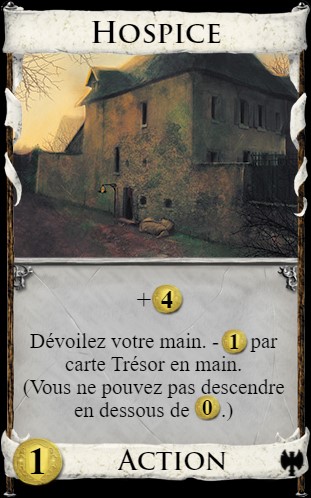 HOSPICE
+4
Dévoilez votre main. - 1 par
carte Trésor en main.
(Vous ne pouvez pas descendre
en dessous de 0.)
1 ACTION